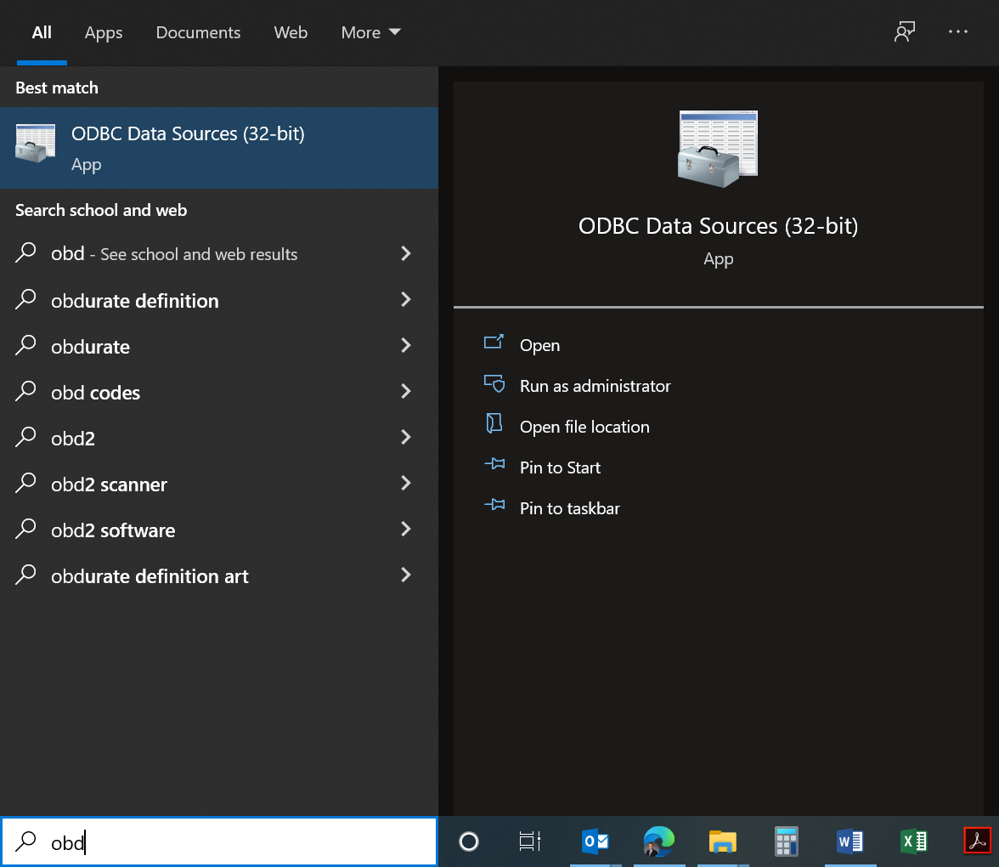 All Apps Documents Web More
Best match
ODBC Data Sources (32-bit)
App
Search school and web
obd - See school and web results
obdurate definition
obdurate
obd codes
obd2
obd2 scanner
obd2 software
obdurate definition art
ODBC Data Sources (32-bit)
App
Open
Run as administrator
Open file location
Pin to Start
Pin to taskbar
obd